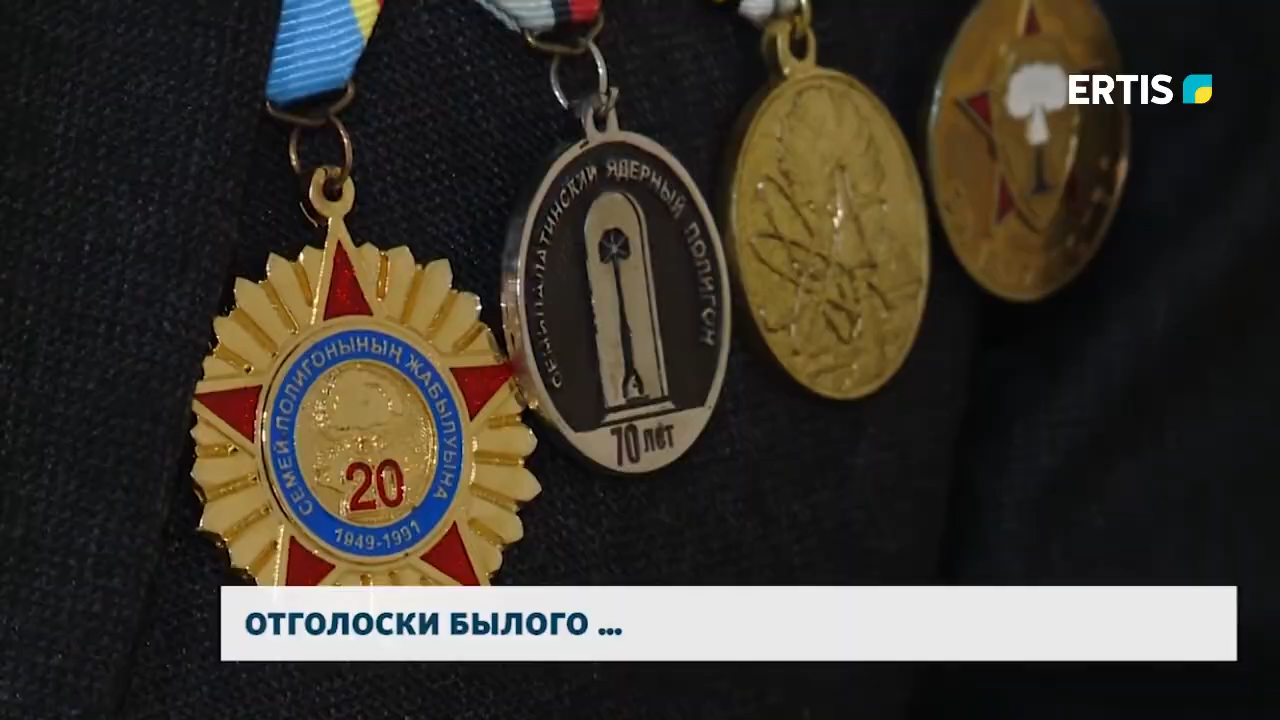 ERTIS
СЕМИПАЛАТИНСКИЙ ЯДЕРНЫЙ ПОЛИГОН
70 лет
СЕМЕЙ ПОЛИГОНЫНЫҢ ЖАБЫЛУЫНА
20
1949-1991
ОТГОЛОСКИ БЫЛОГО ...